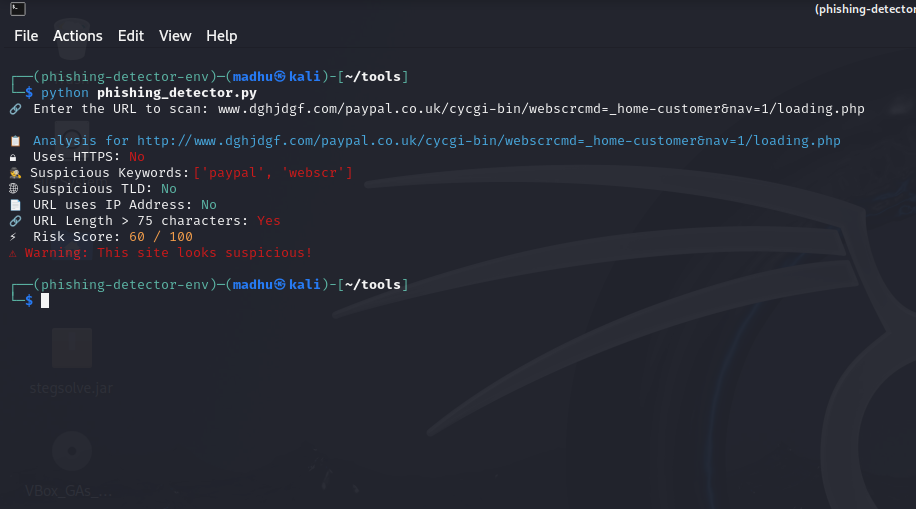 (phishing-detector
File Actions Edit View Help
┌──(phishing-detector-env)─(madhu㉿kali)-[~/tools]
└─$ python phishing_detector.py
🔗 Enter the URL to scan: www.dghjdgf.com/paypal.co.uk/cycgi-bin/webscrcmd=_home-customer&nav=1/loading.php
📋 Analysis for http://www.dghjdgf.com/paypal.co.uk/cycgi-bin/webscrcmd=_home-customer&nav=1/loading.php
🔒 Uses HTTPS: No
🕵 Suspicious Keywords: ['paypal', 'webscr']
🌐 Suspicious TLD: No
📄 URL uses IP Address: No
🔗 URL Length > 75 characters: Yes
⚡ Risk Score: 60 / 100
⚠ Warning: This site looks suspicious!
┌──(phishing-detector-env)─(madhu㉿kali)-[~/tools]
└─$
stegsolve.jar
VBox_GAs_...